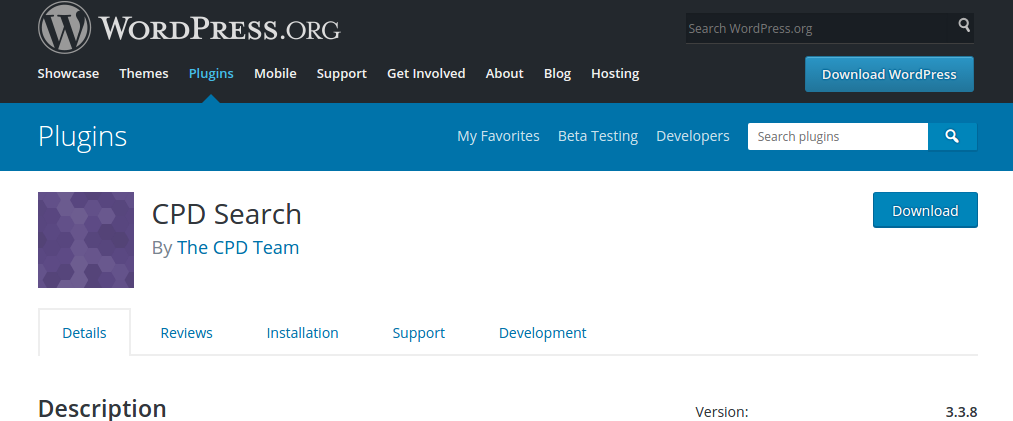 WORDPRESS.ORG
Search WordPress.org
Showcase Themes Plugins Mobile Support Get Involved About Blog Hosting
Download WordPress
Plugins
My Favorites Beta Testing Developers
Search plugins
CPD Search
Download
By The CPD Team
Details Reviews Installation Support Development
Description
Version: 3.3.8